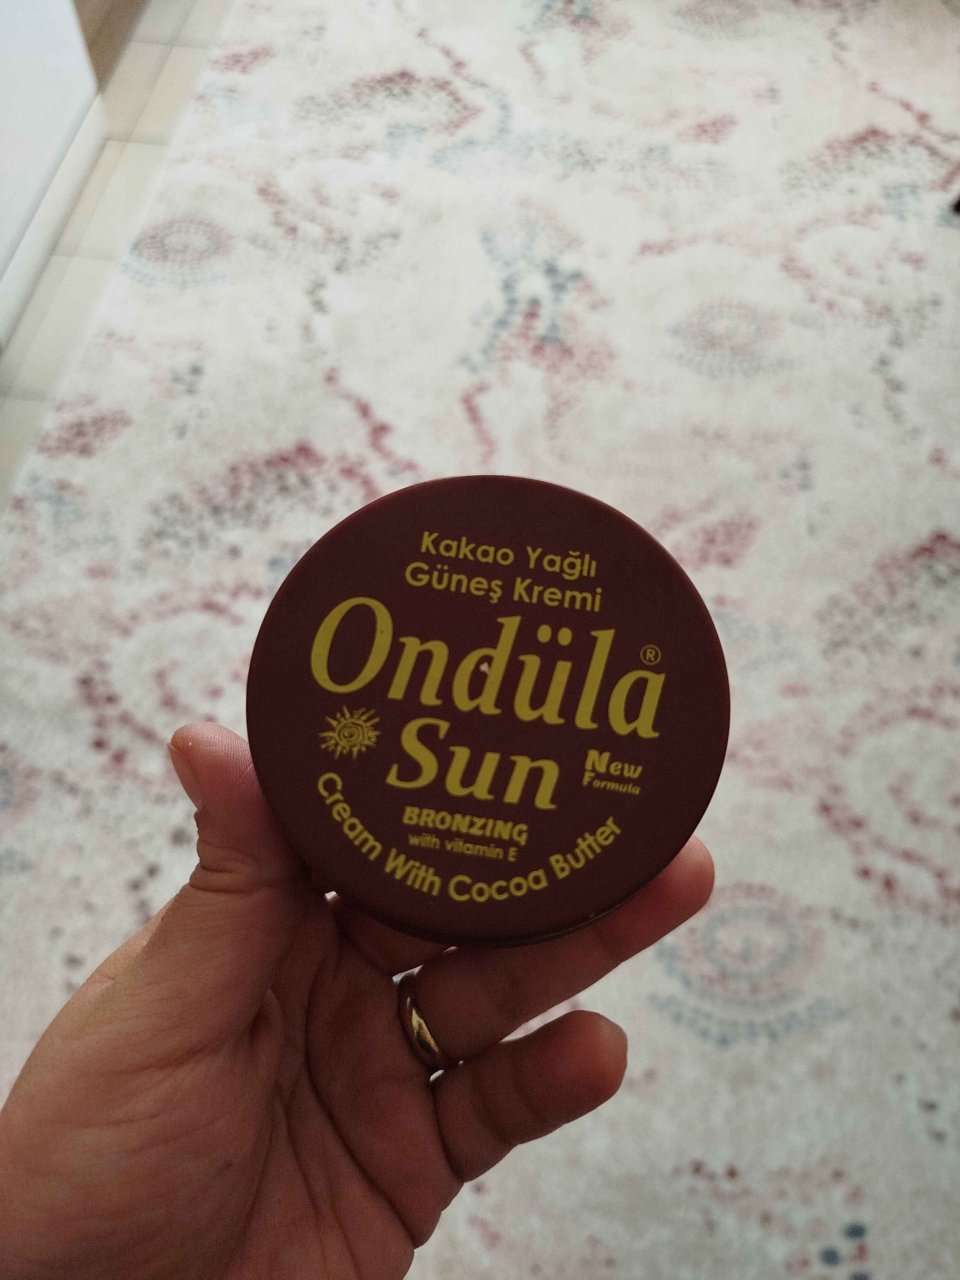 Kakao Yağlı
Güneş Kremi
Ondüla®
Sun
New
Formula
BRONZING
with vitamin E
Cream With Cocoa Butter